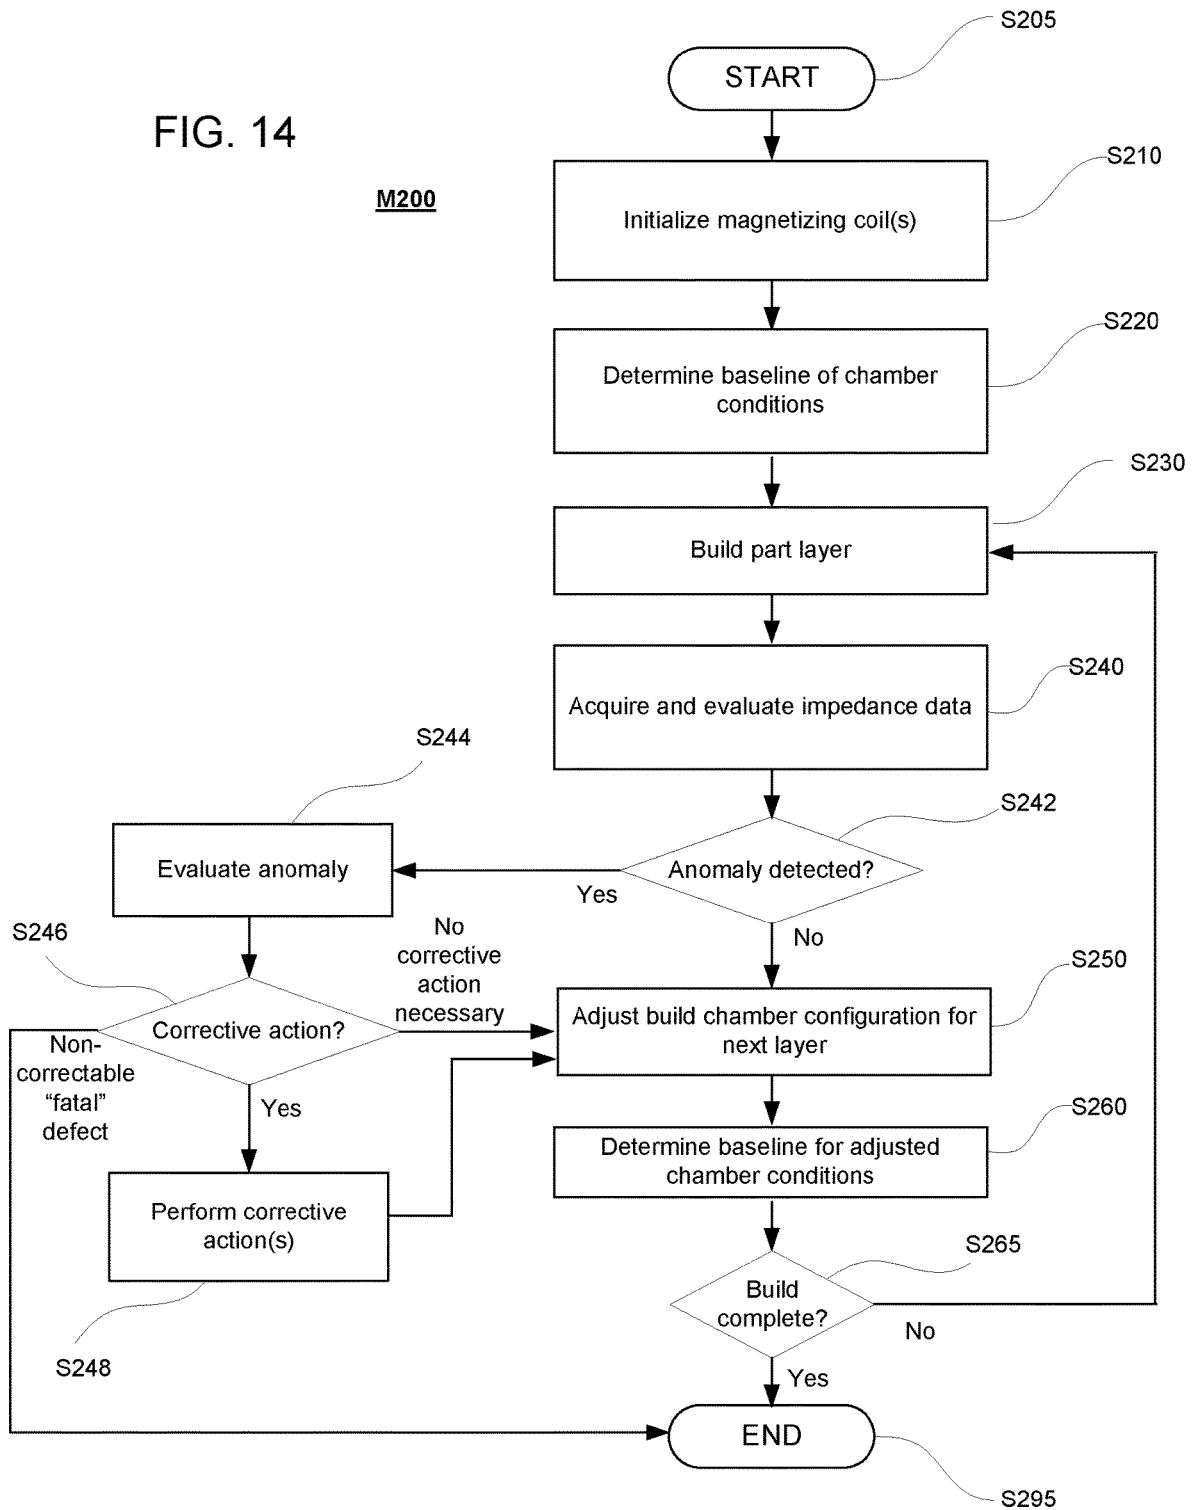 S205
START
FIG. 14
M200
S210
Initialize magnetizing coil(s)
S220
Determine baseline of chamber
conditions
S230
Build part layer
S240
Acquire and evaluate impedance data
S244
S242
Evaluate anomaly
Anomaly detected?
Yes
No
S246
No
corrective
action
necessary
S250
Corrective action?
Adjust build chamber configuration for
next layer
Non-
correctable
“fatal”
defect
Yes
S260
Determine baseline for adjusted
chamber conditions
Perform corrective
action(s)
S248
S265
Build
complete?
No
Yes
END
S295